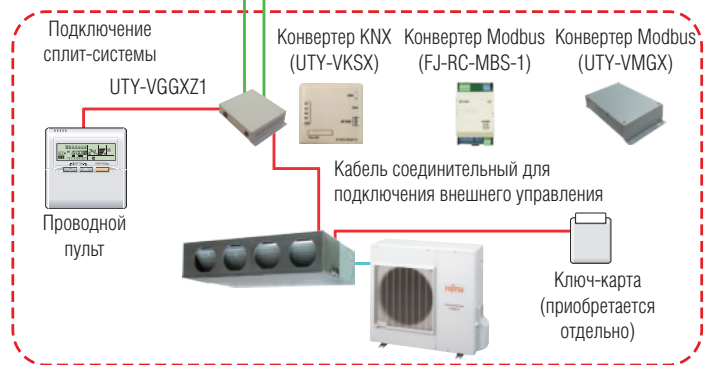 Подключение
сплит-системы
UTY-VGGXZ1
Конвертер KNX
(UTY-VKSX)
Конвертер Modbus
(FJ-RC-MBS-1)
Конвертер Modbus
(UTY-VMGX)
Кабель соединительный для
подключения внешнего управления
Проводной
пульт
FUJITSU
Ключ-карта
(приобретается
отдельно)